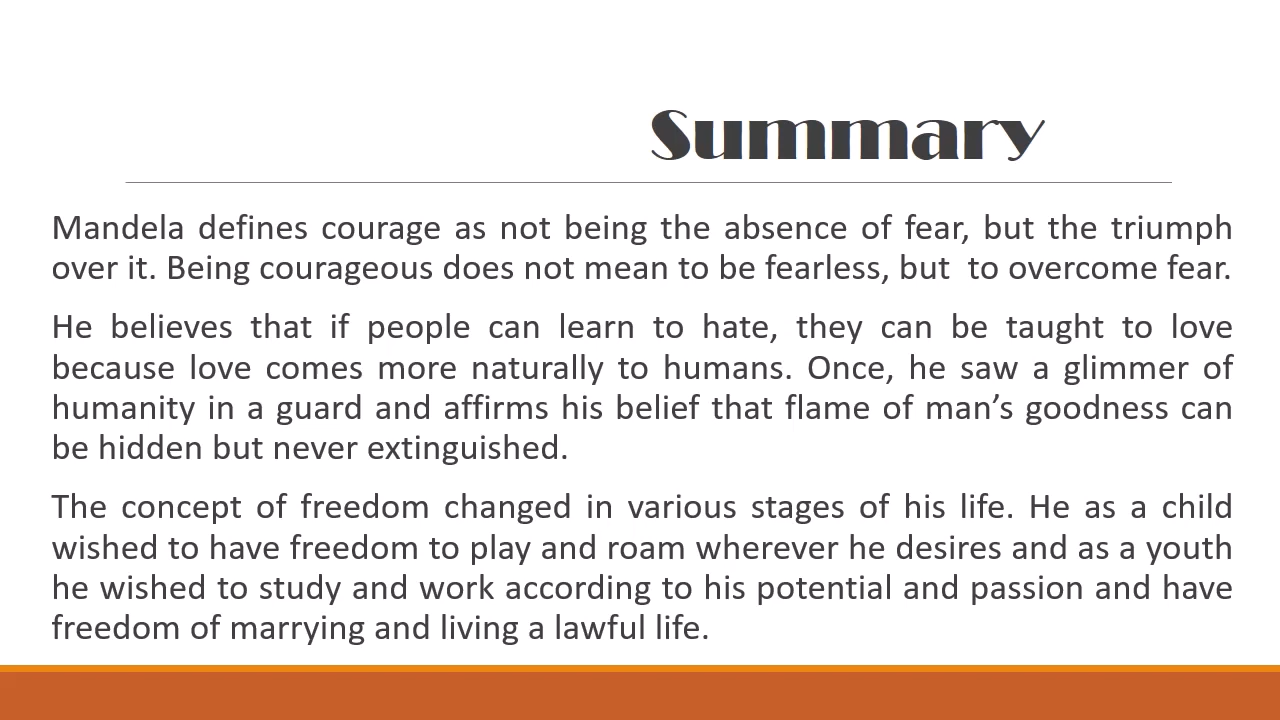 Summary
Mandela defines courage as not being the absence of fear, but the triumph
over it. Being courageous does not mean to be fearless, but  to overcome fear.
He believes that if people can learn to hate, they can be taught to love
because love comes more naturally to humans. Once, he saw a glimmer of
humanity in a guard and affirms his belief that flame of man’s goodness can
be hidden but never extinguished.
The concept of freedom changed in various stages of his life. He as a child
wished to have freedom to play and roam wherever he desires and as a youth
he wished to study and work according to his potential and passion and have
freedom of marrying and living a lawful life.